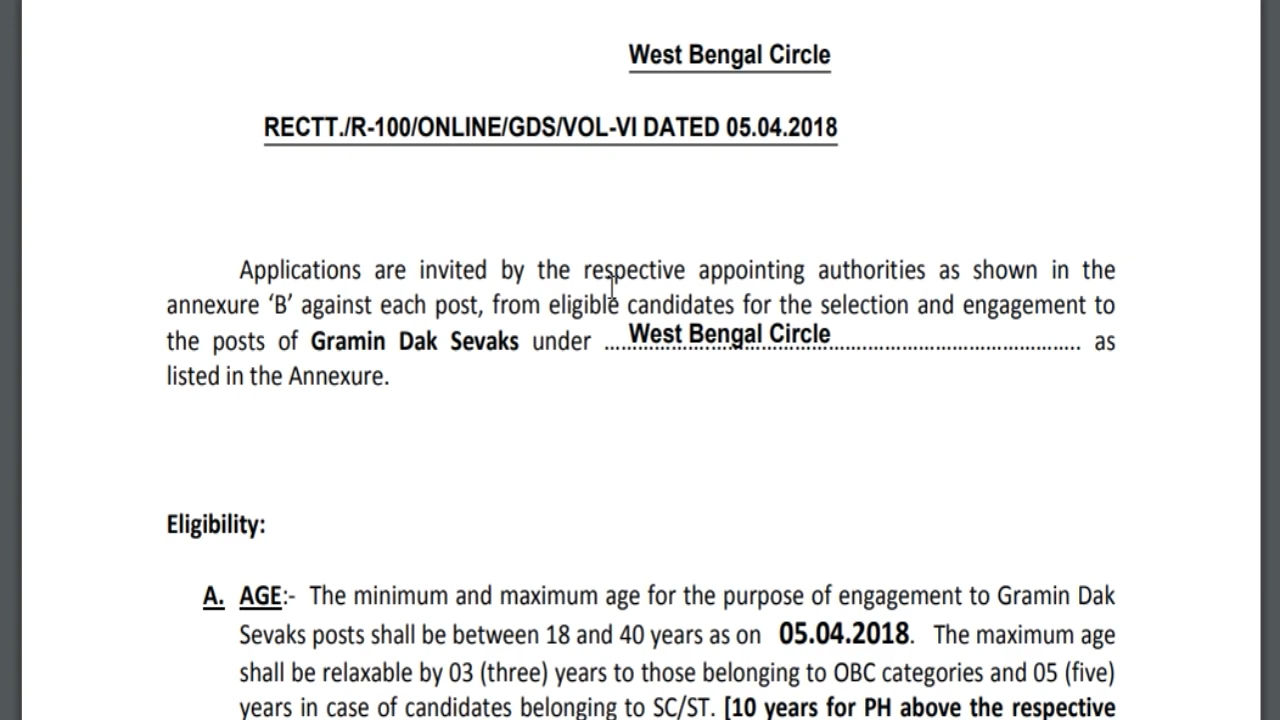 West Bengal Circle
RECTT./R-100/ONLINE/GDS/VOL-VI DATED 05.04.2018
Applications are invited by the respective appointing authorities as shown in the
annexure ‘B’ against each post, from eligible candidates for the selection and engagement to
the posts of Gramin Dak Sevaks under .....West Bengal Circle................................................ as
listed in the Annexure.
Eligibility:
A. AGE:- The minimum and maximum age for the purpose of engagement to Gramin Dak
Sevaks posts shall be between 18 and 40 years as on 05.04.2018. The maximum age
shall be relaxable by 03 (three) years to those belonging to OBC categories and 05 (five)
years in case of candidates belonging to SC/ST. [10 years for PH above the respective